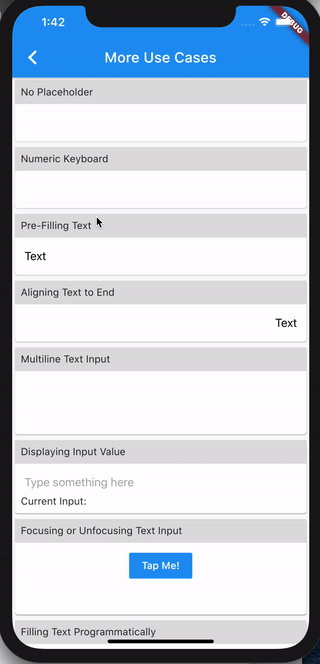 1:42
DEBUG
More Use Cases
No Placeholder
Numeric Keyboard
Pre-Filling Text
Text
Aligning Text to End
Text
Multiline Text Input
Displaying Input Value
Type something here
Current Input:
Focusing or Unfocusing Text Input
Tap Me!
Filling Text Programmatically